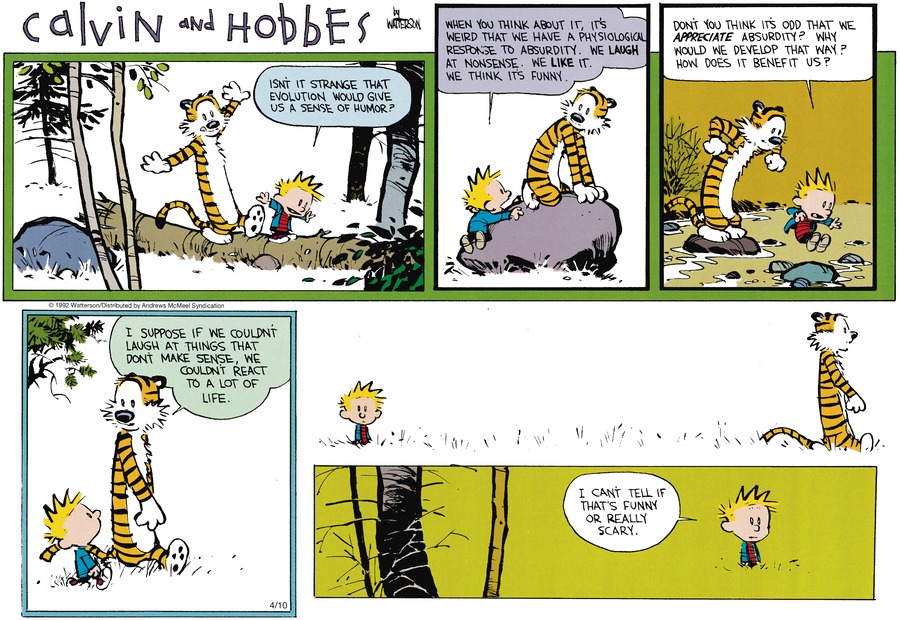 calvin and HobbEs
by
WATTERSON
ISN'T IT STRANGE THAT
EVOLUTION WOULD GIVE
US A SENSE OF HUMOR?
WHEN YOU THINK ABOUT IT, IT'S
WEIRD THAT WE HAVE A PHYSIOLOGICAL
RESPONSE TO ABSURDITY. WE LAUGH
AT NONSENSE. WE LIKE IT.
WE THINK IT'S FUNNY.
DON'T YOU THINK IT'S ODD THAT WE
APPRECIATE ABSURDITY? WHY
WOULD WE DEVELOP THAT WAY?
HOW DOES IT BENEFIT US?
© 1992 Watterson/Distributed by Andrews McMeel Syndication
I SUPPOSE IF WE COULDN'T
LAUGH AT THINGS THAT
DON'T MAKE SENSE, WE
COULDN'T REACT
TO A LOT OF
LIFE.
4/10
I CAN'T TELL IF
THAT'S FUNNY
OR REALLY
SCARY.